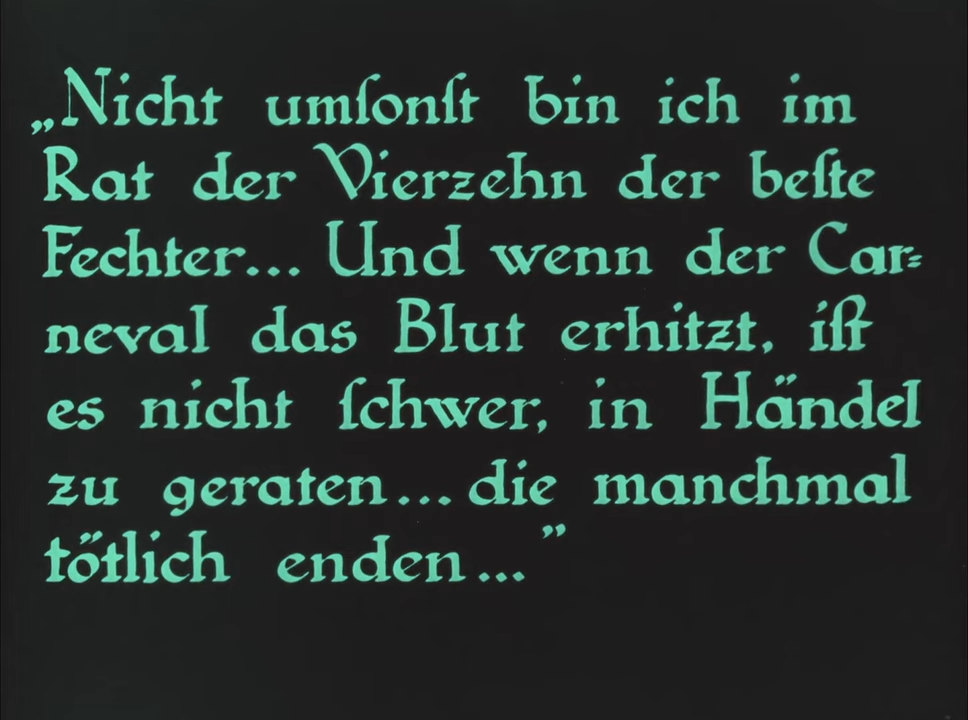 „Nicht umſonſt bin ich im
Rat der Vierzehn der beſte
Fechter... Und wenn der Car⸗
neval das Blut erhitzt, iſt
es nicht ſchwer, in Händel
zu geraten... die manchmal
tötlich enden...”